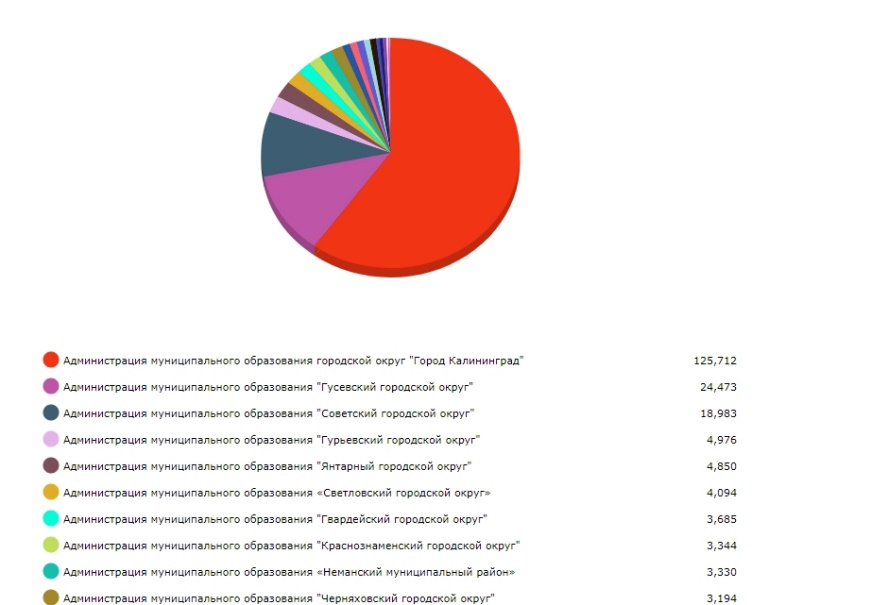 Администрация муниципального образования городской округ "Город Калининград" 125,712
Администрация муниципального образования "Гусевский городской округ" 24,473
Администрация муниципального образования "Советский городской округ" 18,983
Администрация муниципального образования "Гурьевский городской округ" 4,976
Администрация муниципального образования "Янтарный городской округ" 4,850
Администрация муниципального образования «Светловский городской округ» 4,094
Администрация муниципального образования "Гвардейский городской округ" 3,685
Администрация муниципального образования "Краснознаменский городской округ" 3,344
Администрация муниципального образования «Неманский муниципальный район» 3,330
Администрация муниципального образования "Черняховский городской округ" 3,194